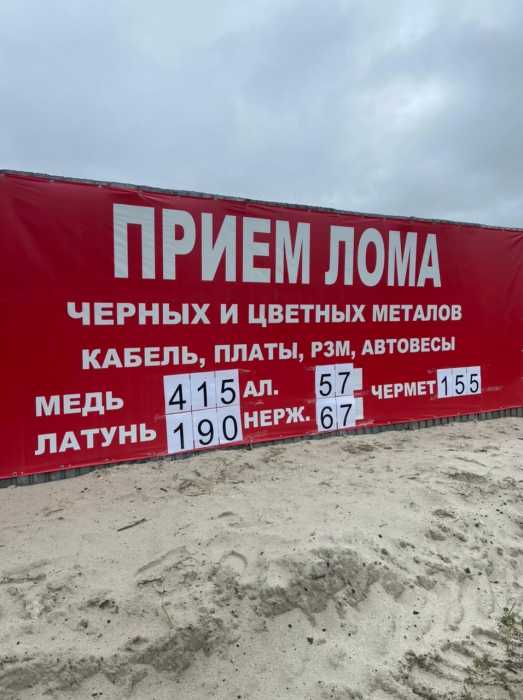 ПРИЕМ ЛОМА
ЧЕРНЫХ И ЦВЕТНЫХ МЕТАЛОВ
КАБЕЛЬ, ПЛАТЫ, РЗМ, АВТОВЕСЫ
МЕДЬ 415 АЛ. 57 ЧЕРМЕТ 155
ЛАТУНЬ 190 НЕРЖ. 67